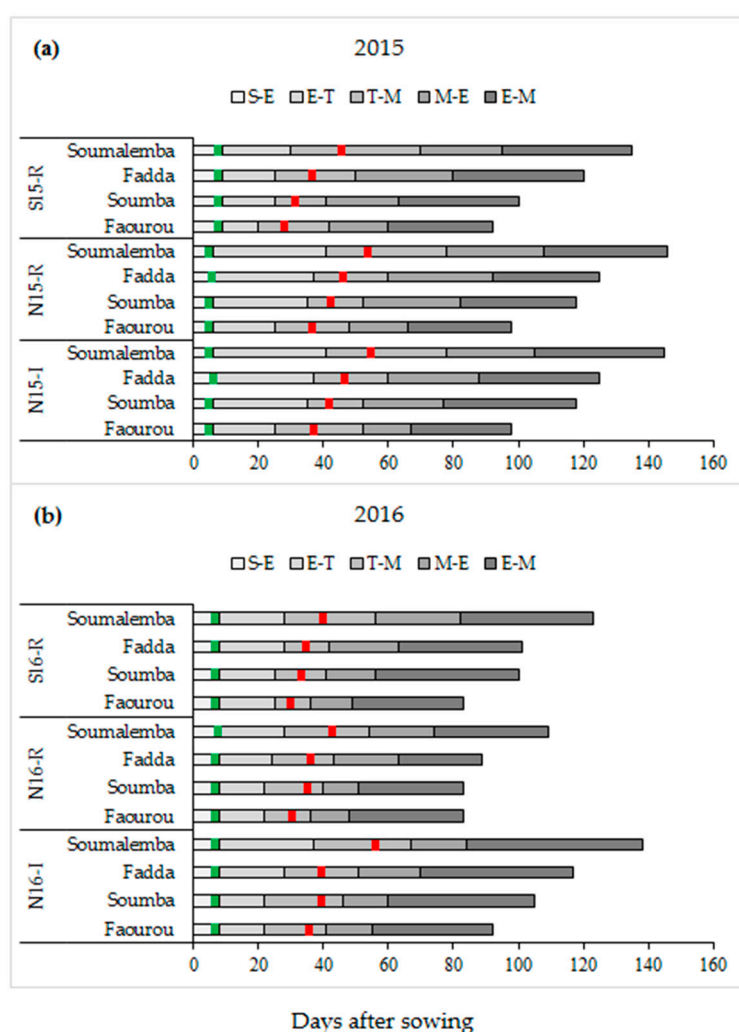 (a) 2015
S-E E-T T-M M-E E-M
S15-R
Soumalemba
Fadda
Soumba
Faourou
N15-R
Soumalemba
Fadda
Soumba
Faourou
N15-I
Soumalemba
Fadda
Soumba
Faourou
0 20 40 60 80 100 120 140 160
(b) 2016
S-E E-T T-M M-E E-M
S16-R
Soumalemba
Fadda
Soumba
Faourou
N16-R
Soumalemba
Fadda
Soumba
Faourou
N16-I
Soumalemba
Fadda
Soumba
Faourou
0 20 40 60 80 100 120 140 160
Days after sowing